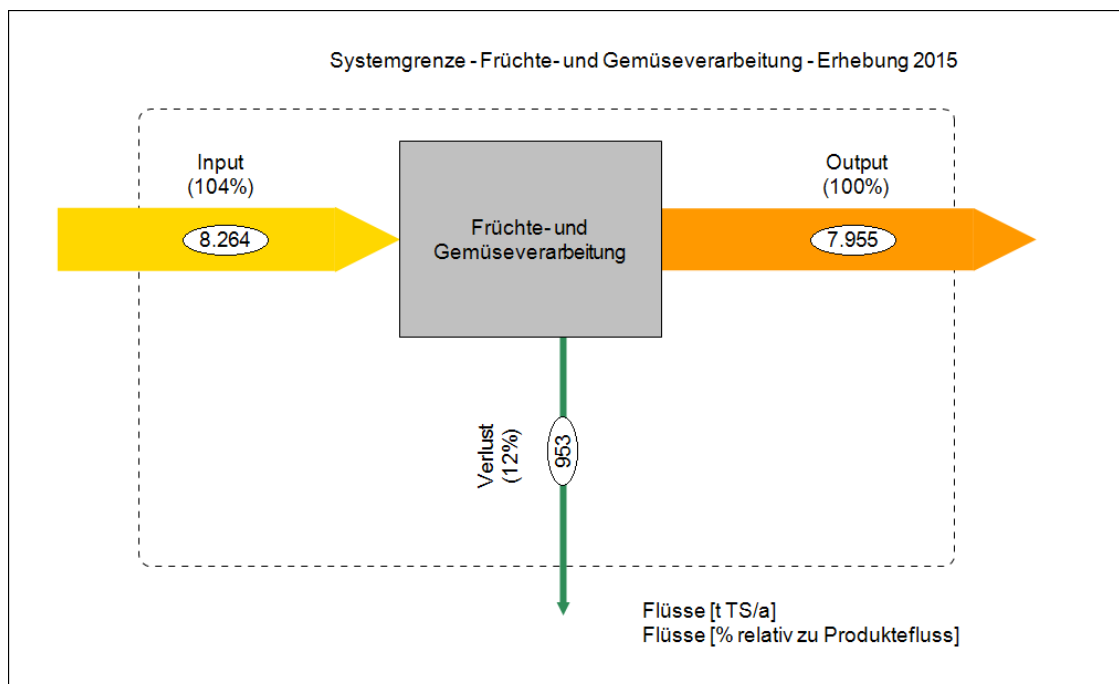 Systemgrenze - Früchte- und Gemüseverarbeitung - Erhebung 2015
Input
(104%)
8.264
Früchte- und
Gemüseverarbeitung
Output
(100%)
7.955
Verlust
(12%)
953
Flüsse [t TS/a]
Flüsse [% relativ zu Produktefluss]